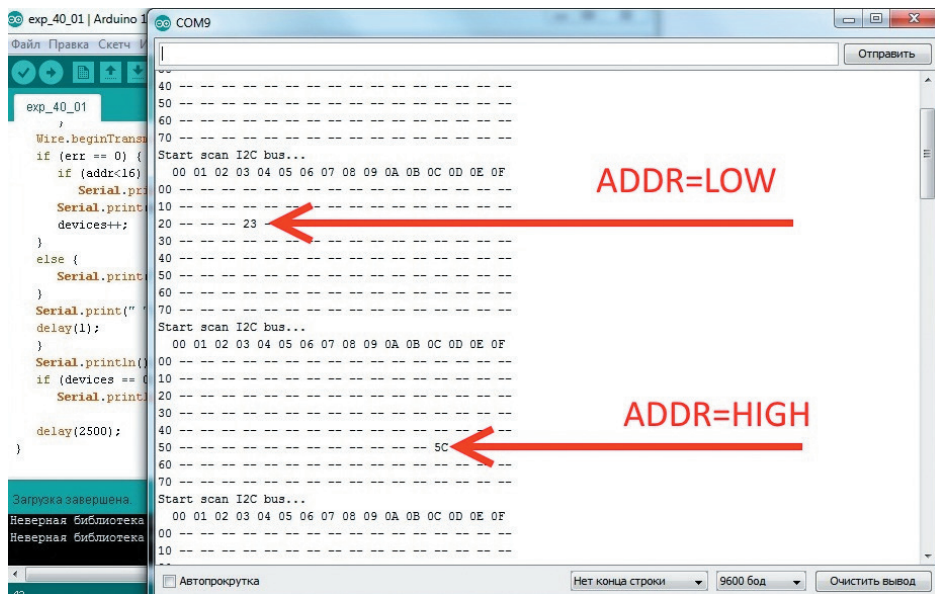 exp_40_01 | Arduino 1
COM9
Файл Правка Скетч И
Отправить
exp_40_01
}
Wire.beginTransm
if (err == 0) {
if (addr<16)
Serial.pri
Serial.print
devices++;
}
else {
Serial.print
}
Serial.print(" "
delay(1);
}
Serial.println()
if (devices == 0
Serial.printl
delay(2500);
}
Загрузка завершена.
Неверная библиотека
Неверная библиотека
40 -- -- -- -- -- -- -- -- -- -- -- -- -- -- -- --
50 -- -- -- -- -- -- -- -- -- -- -- -- -- -- -- --
60 -- -- -- -- -- -- -- -- -- -- -- -- -- -- -- --
70 -- -- -- -- -- -- -- -- -- -- -- -- -- -- -- --
Start scan I2C bus...
00 01 02 03 04 05 06 07 08 09 0A 0B 0C 0D 0E 0F
00 -- -- -- -- -- -- -- -- -- -- -- -- -- -- -- --
10 -- -- -- -- -- -- -- -- -- -- -- -- -- -- -- --
20 -- -- -- 23 -
30 -- -- -- -- -- -- -- -- -- -- -- -- -- -- -- --
40 -- -- -- -- -- -- -- -- -- -- -- -- -- -- -- --
50 -- -- -- -- -- -- -- -- -- -- -- -- -- -- -- --
60 -- -- -- -- -- -- -- -- -- -- -- -- -- -- -- --
70 -- -- -- -- -- -- -- -- -- -- -- -- -- -- -- --
Start scan I2C bus...
00 01 02 03 04 05 06 07 08 09 0A 0B 0C 0D 0E 0F
00 -- -- -- -- -- -- -- -- -- -- -- -- -- -- -- --
10 -- -- -- -- -- -- -- -- -- -- -- -- -- -- -- --
20 -- -- -- -- -- -- -- -- -- -- -- -- -- -- -- --
30 -- -- -- -- -- -- -- -- -- -- -- -- -- -- -- --
40 -- -- -- -- -- -- -- -- -- -- -- -- -- -- -- --
50 -- -- -- -- -- -- -- -- -- -- -- -- 5C
60 -- -- -- -- -- -- -- -- -- -- -- -- -- -- -- --
70 -- -- -- -- -- -- -- -- -- -- -- -- -- -- -- --
Start scan I2C bus...
00 01 02 03 04 05 06 07 08 09 0A 0B 0C 0D 0E 0F
00 -- -- -- -- -- -- -- -- -- -- -- -- -- -- -- --
10 -- -- -- -- -- -- -- -- -- -- -- -- -- -- -- --
ADDR=LOW
ADDR=HIGH
Автопрокрутка
Нет конца строки
9600 бод
Очистить вывод